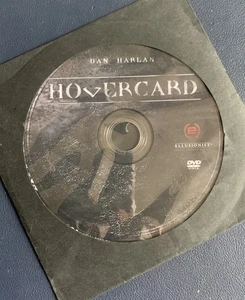 DAN HARLAN
HOVERCARD
ELLUSIONIST
DVD